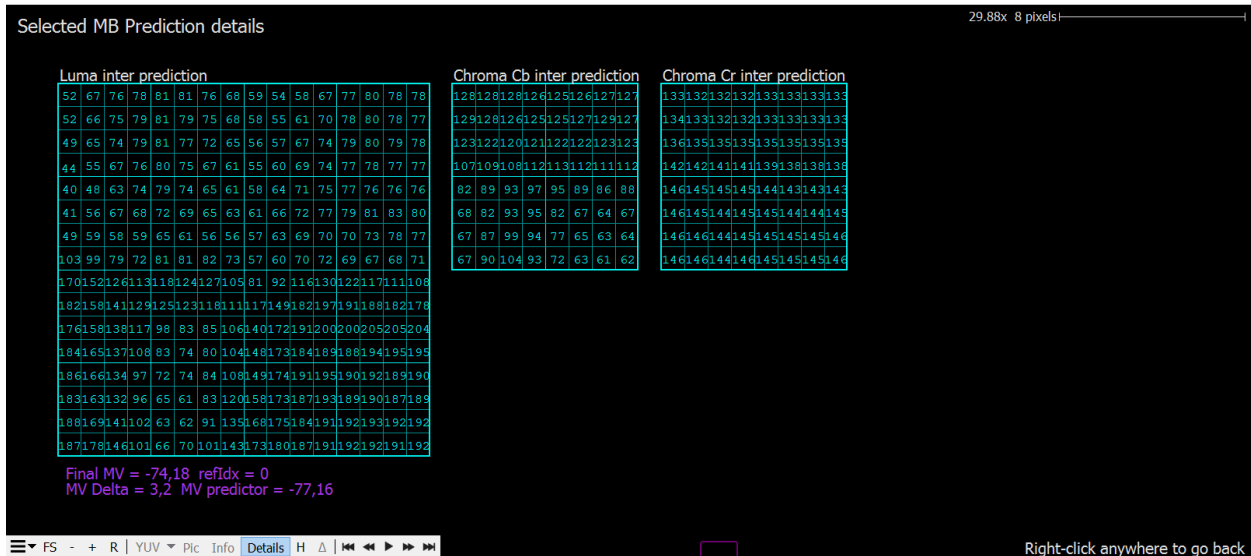 29.88x 8 pixels
Selected MB Prediction details
Luma inter prediction
Chroma Cb inter prediction
Chroma Cr inter prediction
52 67 76 78 81 81 76 68 59 54 58 67 77 80 78 78
128 128 128 126 125 126 127 127
133 132 132 132 133 133 133 133
52 66 75 79 81 79 75 68 58 55 61 70 78 80 78 77
129 128 126 125 125 127 129 127
134 133 132 132 133 133 133 133
49 65 74 79 81 77 72 65 56 57 67 74 79 80 79 78
123 122 120 121 122 122 123 123
136 135 135 135 136 135 135 135
44 55 67 76 80 75 67 61 55 60 69 74 77 78 77 77
107 109 108 112 113 112 111 112
142 142 141 141 139 138 138 138
40 48 63 74 79 74 65 61 58 64 71 75 77 76 76 76
82 89 93 97 95 89 86 88
146 145 145 145 144 143 143 143
41 56 67 68 72 69 65 63 61 66 72 77 79 81 83 80
68 82 93 95 82 67 64 67
146 145 144 145 145 144 144 145
49 59 58 59 65 61 56 56 57 63 69 70 70 73 78 77
67 87 99 94 77 65 63 64
146 146 144 145 145 145 145 146
103 99 79 72 81 81 82 73 57 60 70 72 69 67 68 71
67 90 104 93 72 63 61 62
146 146 144 146 145 145 145 146
170 152 126 113 118 124 127 105 81 92 116 130 122 117 111 108
182 158 141 129 125 123 118 111 117 149 182 197 191 188 182 178
176 158 138 117 98 83 85 106 140 172 191 200 200 205 205 204
184 165 137 108 83 74 80 104 148 173 184 189 188 194 195 195
186 166 134 97 72 74 84 108 149 174 191 195 190 192 189 190
183 163 132 96 65 61 83 120 158 173 187 193 189 190 187 189
188 169 141 102 63 62 91 135 168 175 184 191 192 193 192 192
187 178 146 101 66 70 101 143 173 180 187 191 192 192 191 192
Final MV = -74,18 refIdx = 0
MV Delta = 3,2 MV predictor = -77,16
FS - + R | YUV Pic Info Details H Δ
Right-click anywhere to go back